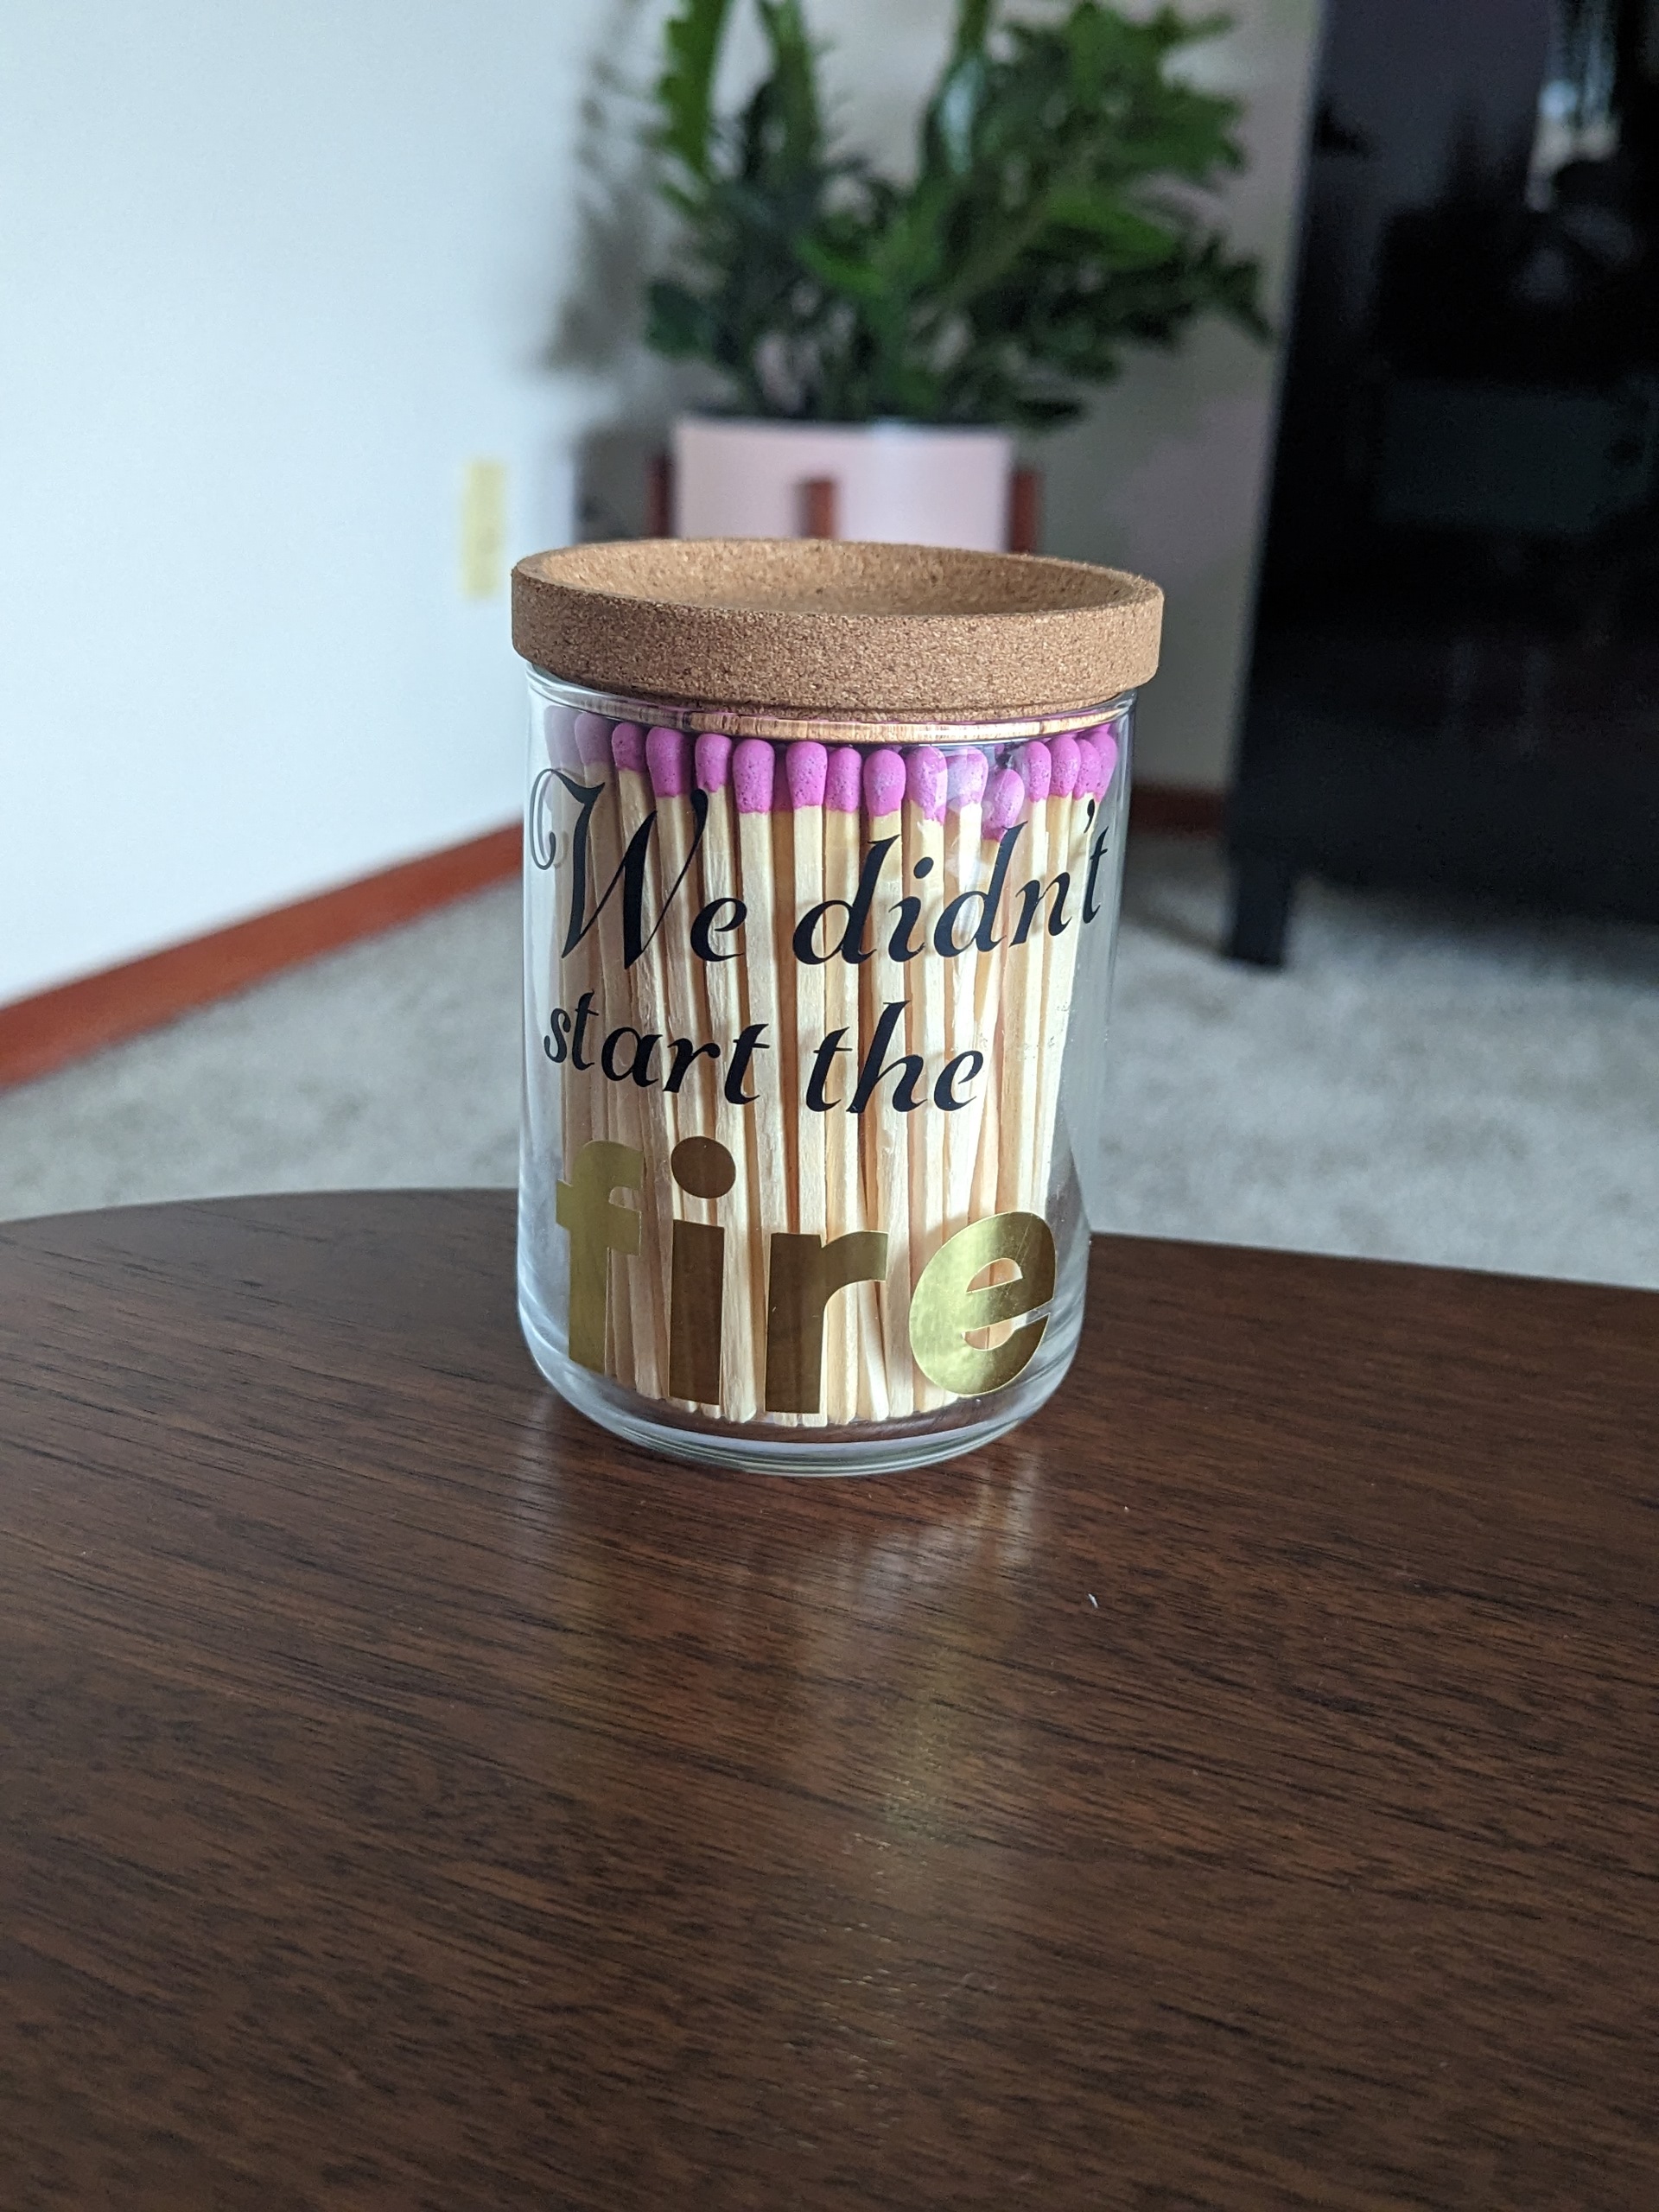 We didn't
start the
fire